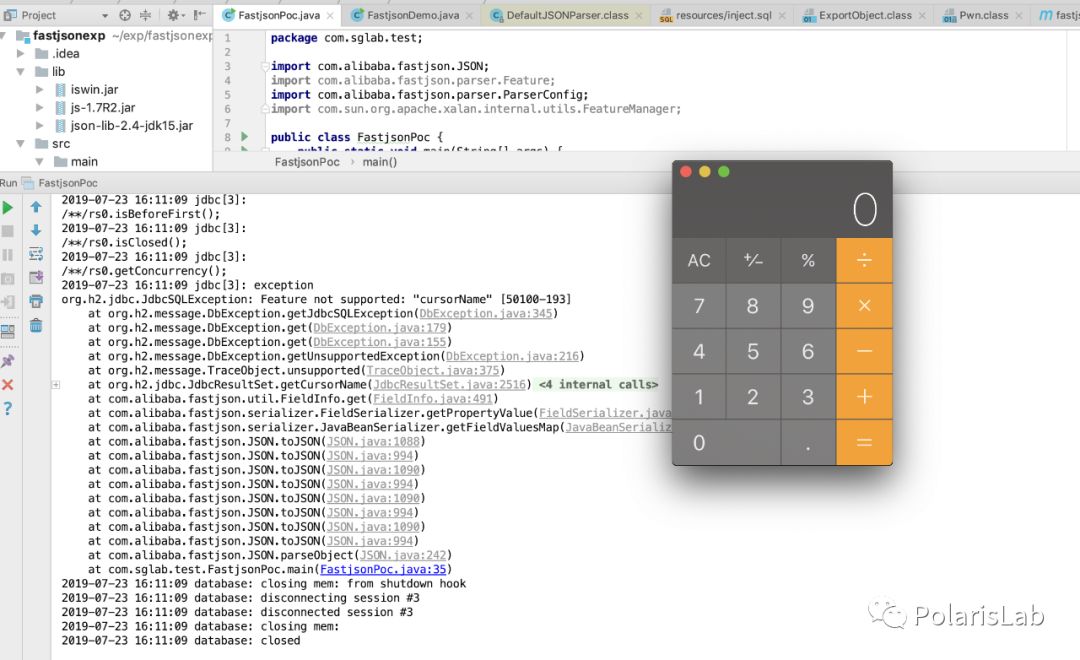 Project
FastjsonPoc.java
FastjsonDemo.java
DefaultJSONParser.class
resources/inject.sql
ExportObject.class
Pwn.class
fastjs
fastjsonexp ~/exp/fastjsonexp
.idea
lib
iswin.jar
js-1.7R2.jar
json-lib-2.4-jdk15.jar
src
main
1 package com.sglab.test;
2
3 import com.alibaba.fastjson.JSON;
4 import com.alibaba.fastjson.parser.Feature;
5 import com.alibaba.fastjson.parser.ParserConfig;
6 import com.sun.org.apache.xalan.internal.utils.FeatureManager;
7
8 public class FastjsonPoc {
9 public static void main(String[] args) {
FastjsonPoc › main()
Run FastjsonPoc
2019-07-23 16:11:09 jdbc[3]:
/**/rs0.isBeforeFirst();
2019-07-23 16:11:09 jdbc[3]:
/**/rs0.isClosed();
2019-07-23 16:11:09 jdbc[3]:
/**/rs0.getConcurrency();
2019-07-23 16:11:09 jdbc[3]: exception
org.h2.jdbc.JdbcSQLException: Feature not supported: "cursorName" [50100-193]
at org.h2.message.DbException.getJdbcSQLException(DbException.java:345)
at org.h2.message.DbException.get(DbException.java:179)
at org.h2.message.DbException.get(DbException.java:155)
at org.h2.message.DbException.getUnsupportedException(DbException.java:216)
at org.h2.message.TraceObject.unsupported(TraceObject.java:375)
at org.h2.jdbc.JdbcResultSet.getCursorName(JdbcResultSet.java:2516) <4 internal calls>
at com.alibaba.fastjson.util.FieldInfo.get(FieldInfo.java:491)
at com.alibaba.fastjson.serializer.FieldSerializer.getPropertyValue(FieldSerializer.java
at com.alibaba.fastjson.serializer.JavaBeanSerializer.getFieldValuesMap(JavaBeanSerializ
at com.alibaba.fastjson.JSON.toJSON(JSON.java:1088)
at com.alibaba.fastjson.JSON.toJSON(JSON.java:994)
at com.alibaba.fastjson.JSON.toJSON(JSON.java:1090)
at com.alibaba.fastjson.JSON.toJSON(JSON.java:994)
at com.alibaba.fastjson.JSON.toJSON(JSON.java:1090)
at com.alibaba.fastjson.JSON.toJSON(JSON.java:994)
at com.alibaba.fastjson.JSON.toJSON(JSON.java:1090)
at com.alibaba.fastjson.JSON.toJSON(JSON.java:994)
at com.alibaba.fastjson.JSON.parseObject(JSON.java:242)
at com.sglab.test.FastjsonPoc.main(FastjsonPoc.java:35)
2019-07-23 16:11:09 database: closing mem: from shutdown hook
2019-07-23 16:11:09 database: disconnecting session #3
2019-07-23 16:11:09 database: disconnected session #3
2019-07-23 16:11:09 database: closing mem:
2019-07-23 16:11:09 database: closed
0
AC +/− % ÷
7 8 9 ×
4 5 6 −
1 2 3 +
0 . =
PolarisLab